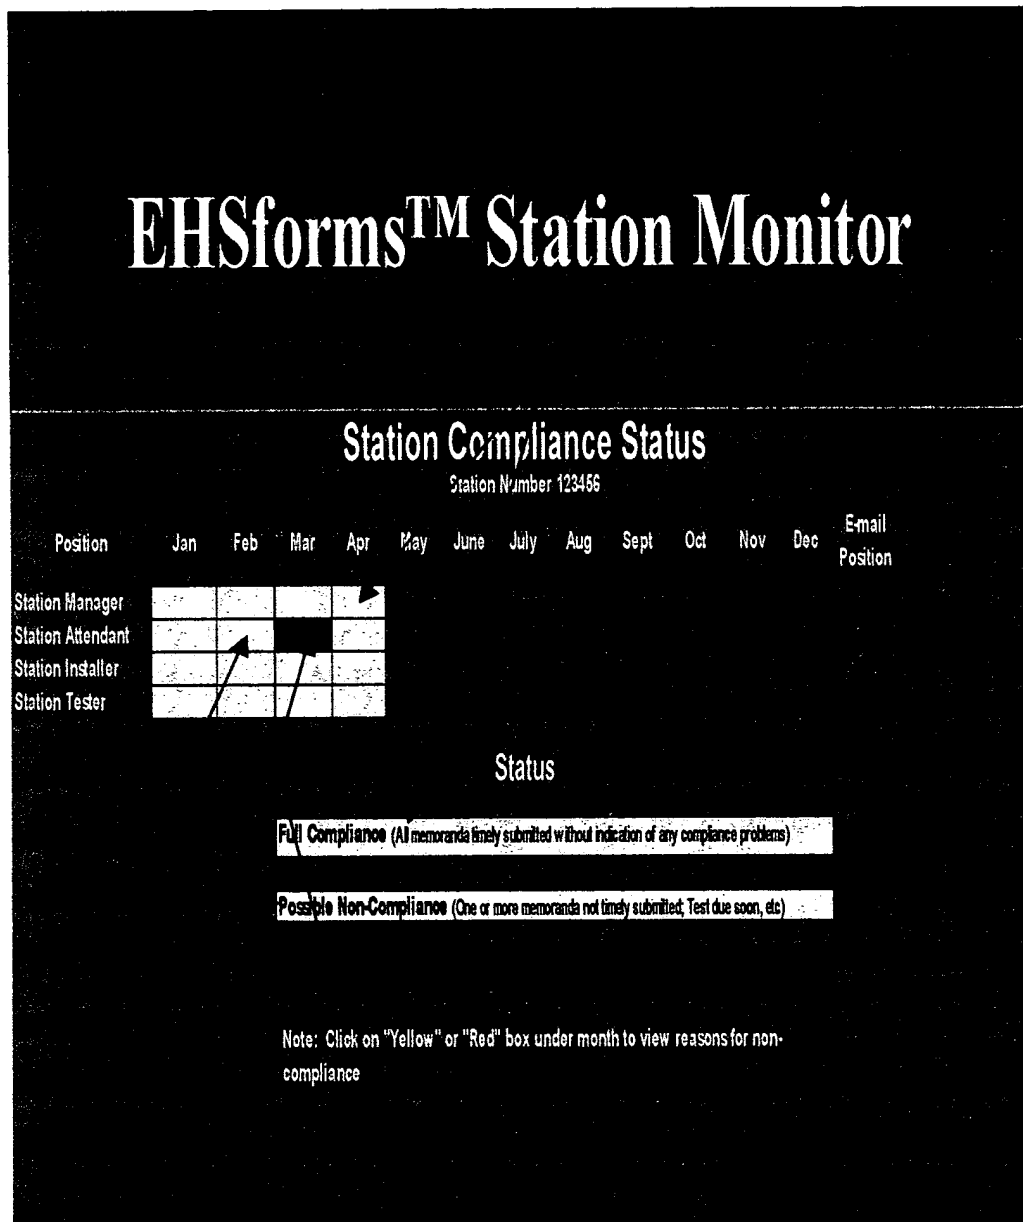 EHSforms™ Station Monitor
Station Compliance Status
Station Number 123456
Position Jan Feb Mar Apr May June July Aug Sept Oct Nov Dec E-mail Position
Station Manager
Station Attendant
Station Installer
Station Tester
Status
Full Compliance (All memoranda timely submitted without indication of any compliance problems)
Possible Non-Compliance (One or more memoranda not timely submitted; Test due soon, etc)
Note: Click on "Yellow" or "Red" box under month to view reasons for non-
compliance